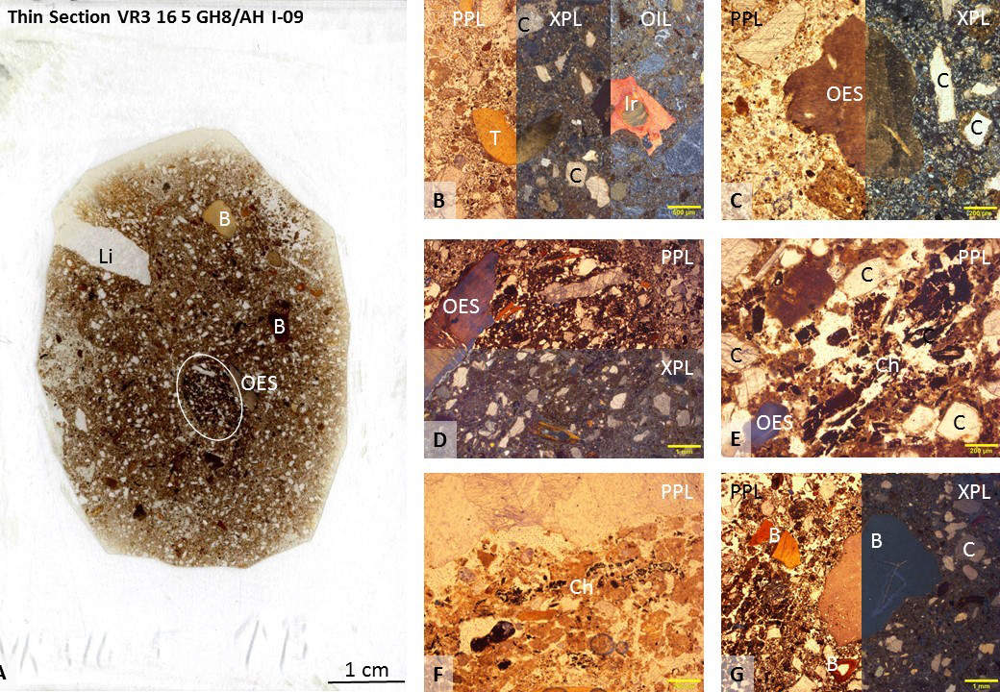 Thin Section VR3 16 5 GH8/AH I-09
B
Li
B
OES
1 cm
A
PPL
C
XPL
OIL
Ir
T
C
B
500 µm
PPL
XPL
OES
C
C
C
200 µm
PPL
OES
XPL
D
1 mm
PPL
C
C
C
Ch
OES
C
E
200 µm
PPL
Ch
F
PPL
XPL
B
B
C
B
G
1 mm